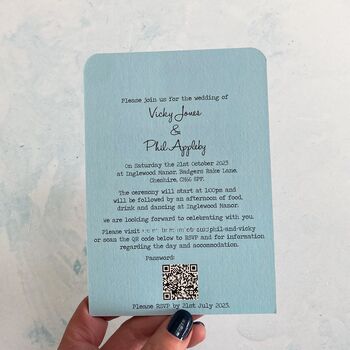 Please join us for the wedding of
Vicky Jones
&
Phil Appleby
On Saturday the 21st October 2023
at Inglewood Manor, Badgers Rake Lane,
Cheshire, CH66 8PF.
The ceremony will start at 1:00pm and
will be followed by an afternoon of food,
drink and dancing at Inglewood Manor.
We are looking forward to celebrating with you.
Please visit
or scan the QR code below to RSVP and for information
regarding the day and accommodation.
Password:
Please RSVP by 21st July 2023.